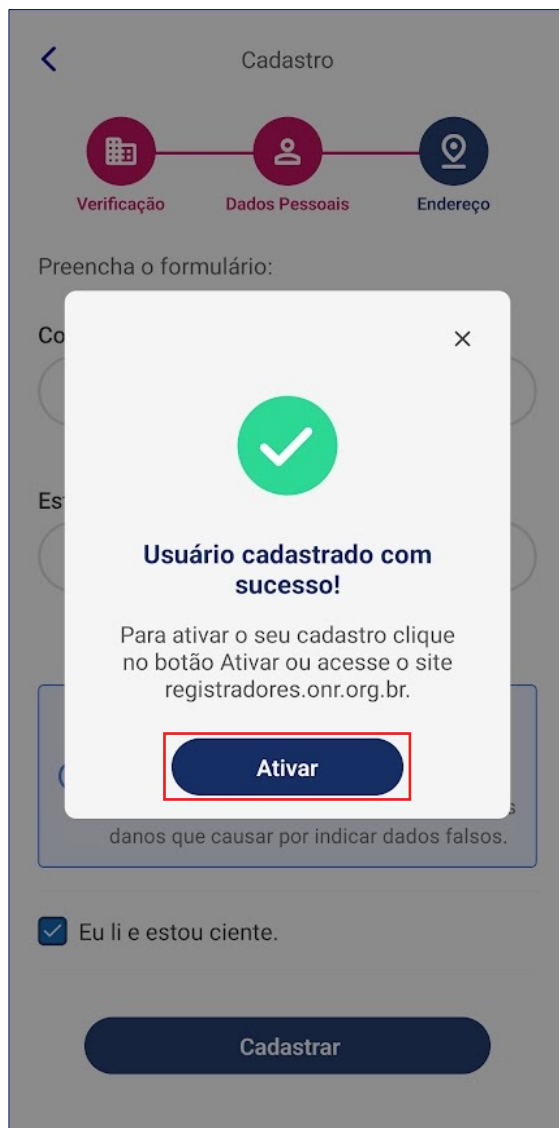 Cadastro
Verificação
Dados Pessoais
Endereço
Preencha o formulário:
Usuário cadastrado com
sucesso!
Para ativar o seu cadastro clique
no botão Ativar ou acesse o site
registradores.onr.org.br.
Ativar
danos que causar por indicar dados falsos.
Eu li e estou ciente.
Cadastrar